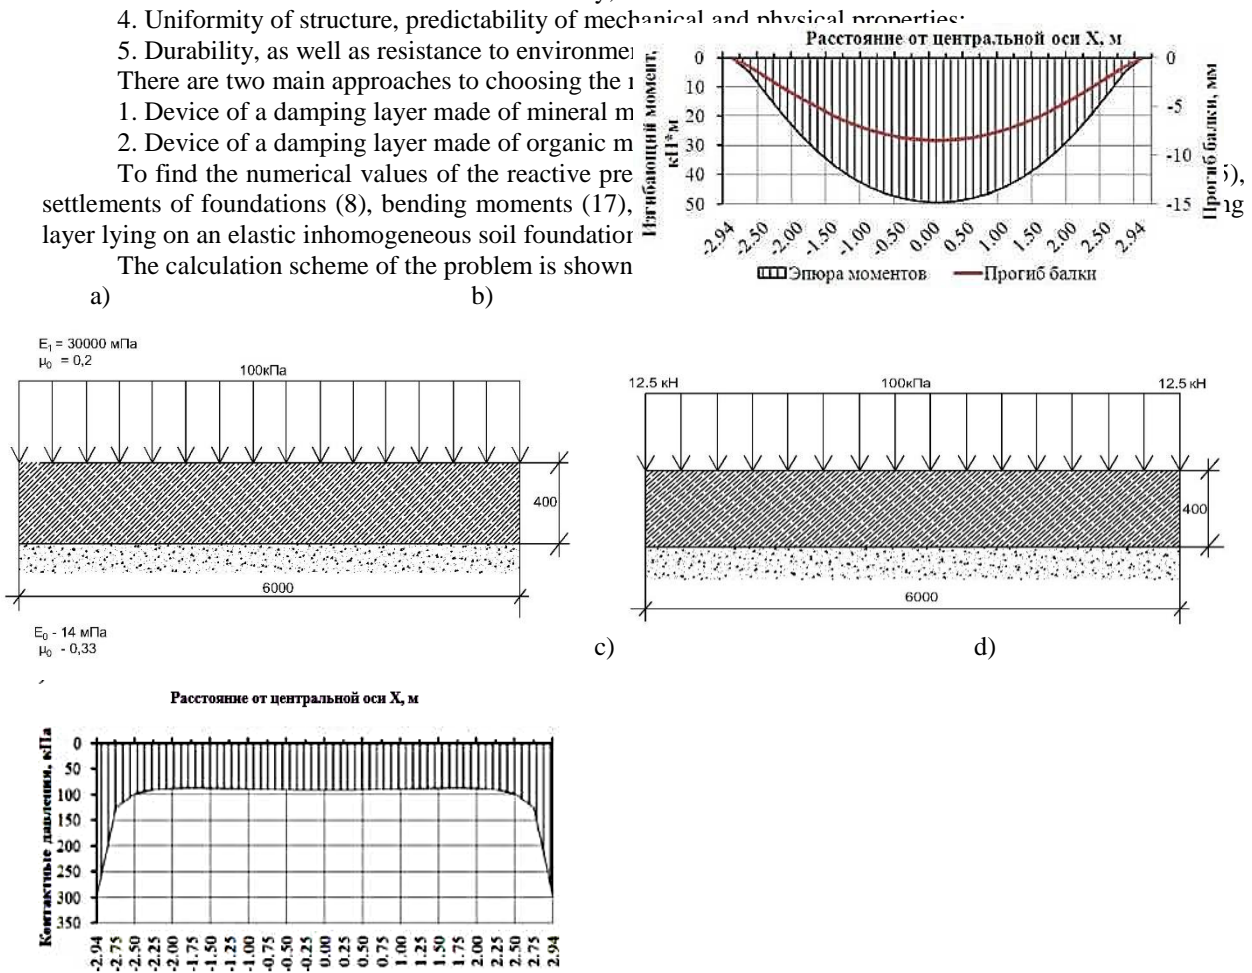 4. Uniformity of structure, predictability of mechanical and physical properties;
5. Durability, as well as resistance to
There are two main approaches to choosing the
1. Device of a damping layer made of mineral
2. Device of a damping layer made of organic
To find the numerical values of the reactive
settlements of foundations (8), bending moments (17),
layer lying on an elastic inhomogeneous soil
The calculation scheme of the problem is shown
Расстояние от центральной оси X, м
Изгибающий момент, кН*м
0
10
20
30
40
50
0
-5
-10
-15
Прогиб балки, мм
-2.94 -2.50 -2.00 -1.50 -1.00 -0.50 0.00 0.50 1.00 1.50 2.00 2.50 2.94
Эпюра моментов Прогиб балки
a) b)
E₁ = 30000 мПа
μ₀ = 0,2
100кПа
400
6000
E₀ - 14 мПа
μ₀ - 0,33
12.5 кН 100кПа 12.5 кН
400
6000
c) d)
Расстояние от центральной оси X, м
Контактные давления, кПа
0
50
100
150
200
250
300
350
-2.94 -2.75 -2.50 -2.25 -2.00 -1.75 -1.50 -1.25 -1.00 -0.75 -0.50 -0.25 0.00 0.25 0.50 0.75 1.00 1.25 1.50 1.75 2.00 2.25 2.50 2.75 2.94